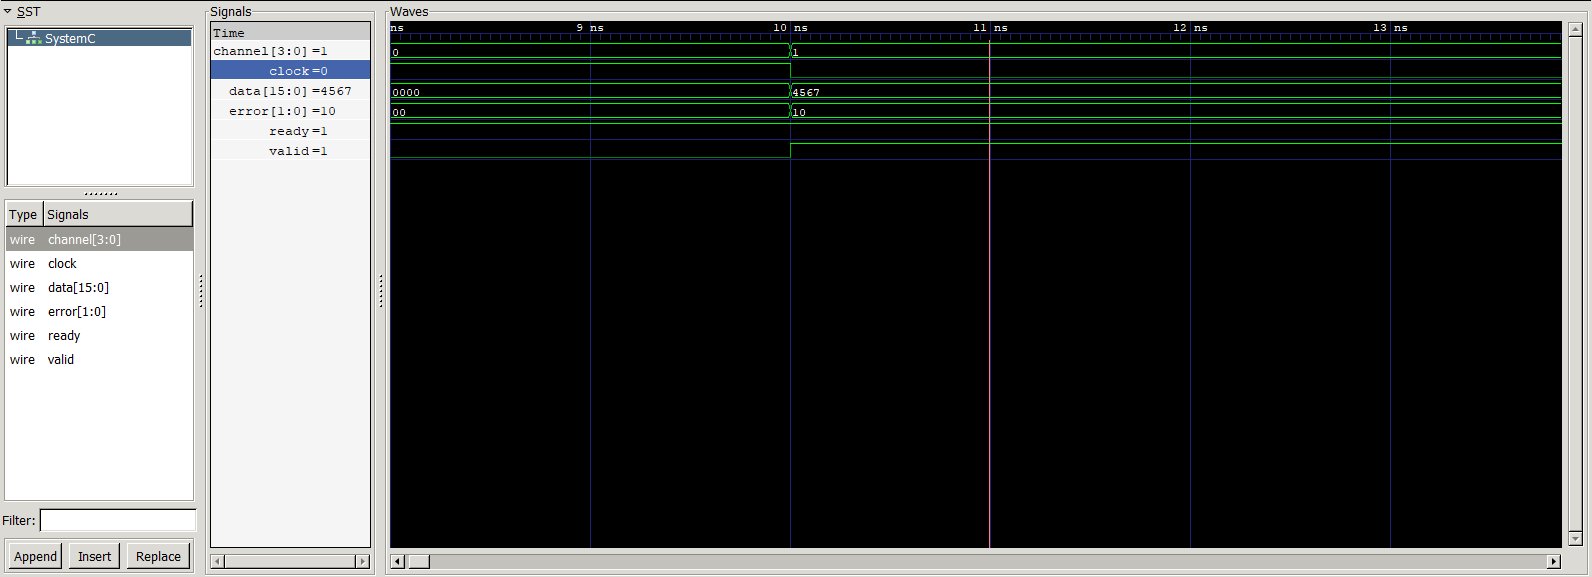 SST
SystemC
Type Signals
wire channel[3:0]
wire clock
wire data[15:0]
wire error[1:0]
wire ready
wire valid
Filter:
Append Insert Replace
Signals
Time
channel[3:0] =1
clock =0
data[15:0] =4567
error[1:0] =10
ready =1
valid =1
Waves
ns 9 ns 10 ns 11 ns 12 ns 13 ns
0 1
0000 4567
00 10